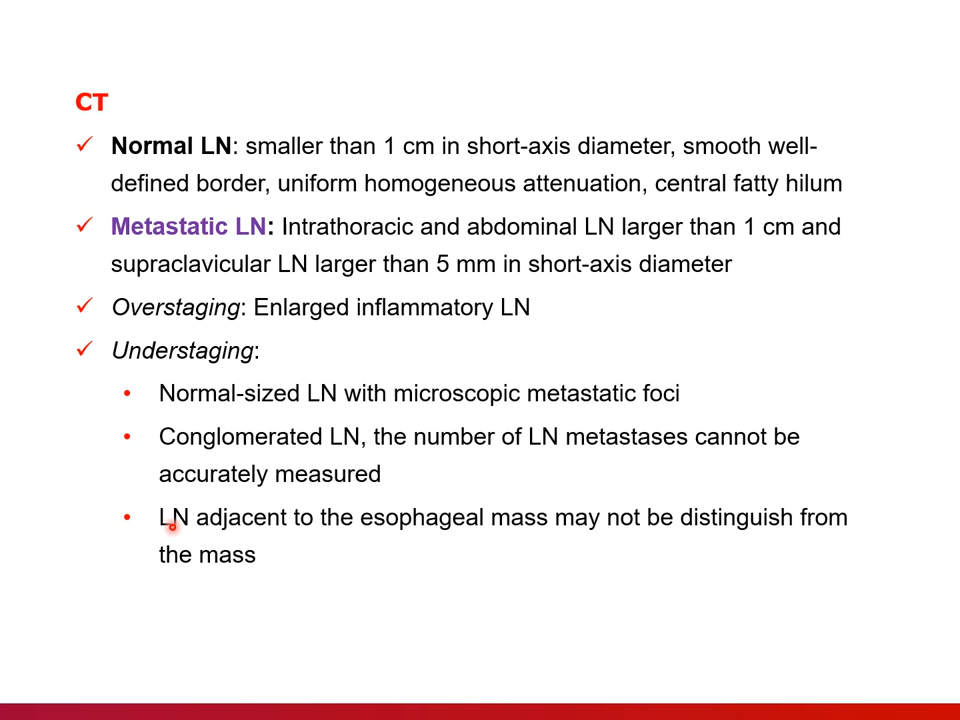 CT
✓ Normal LN: smaller than 1 cm in short-axis diameter, smooth well-
defined border, uniform homogeneous attenuation, central fatty hilum
✓ Metastatic LN: Intrathoracic and abdominal LN larger than 1 cm and
supraclavicular LN larger than 5 mm in short-axis diameter
✓ Overstaging: Enlarged inflammatory LN
✓ Understaging:
• Normal-sized LN with microscopic metastatic foci
• Conglomerated LN, the number of LN metastases cannot be
accurately measured
• LN adjacent to the esophageal mass may not be distinguish from
the mass